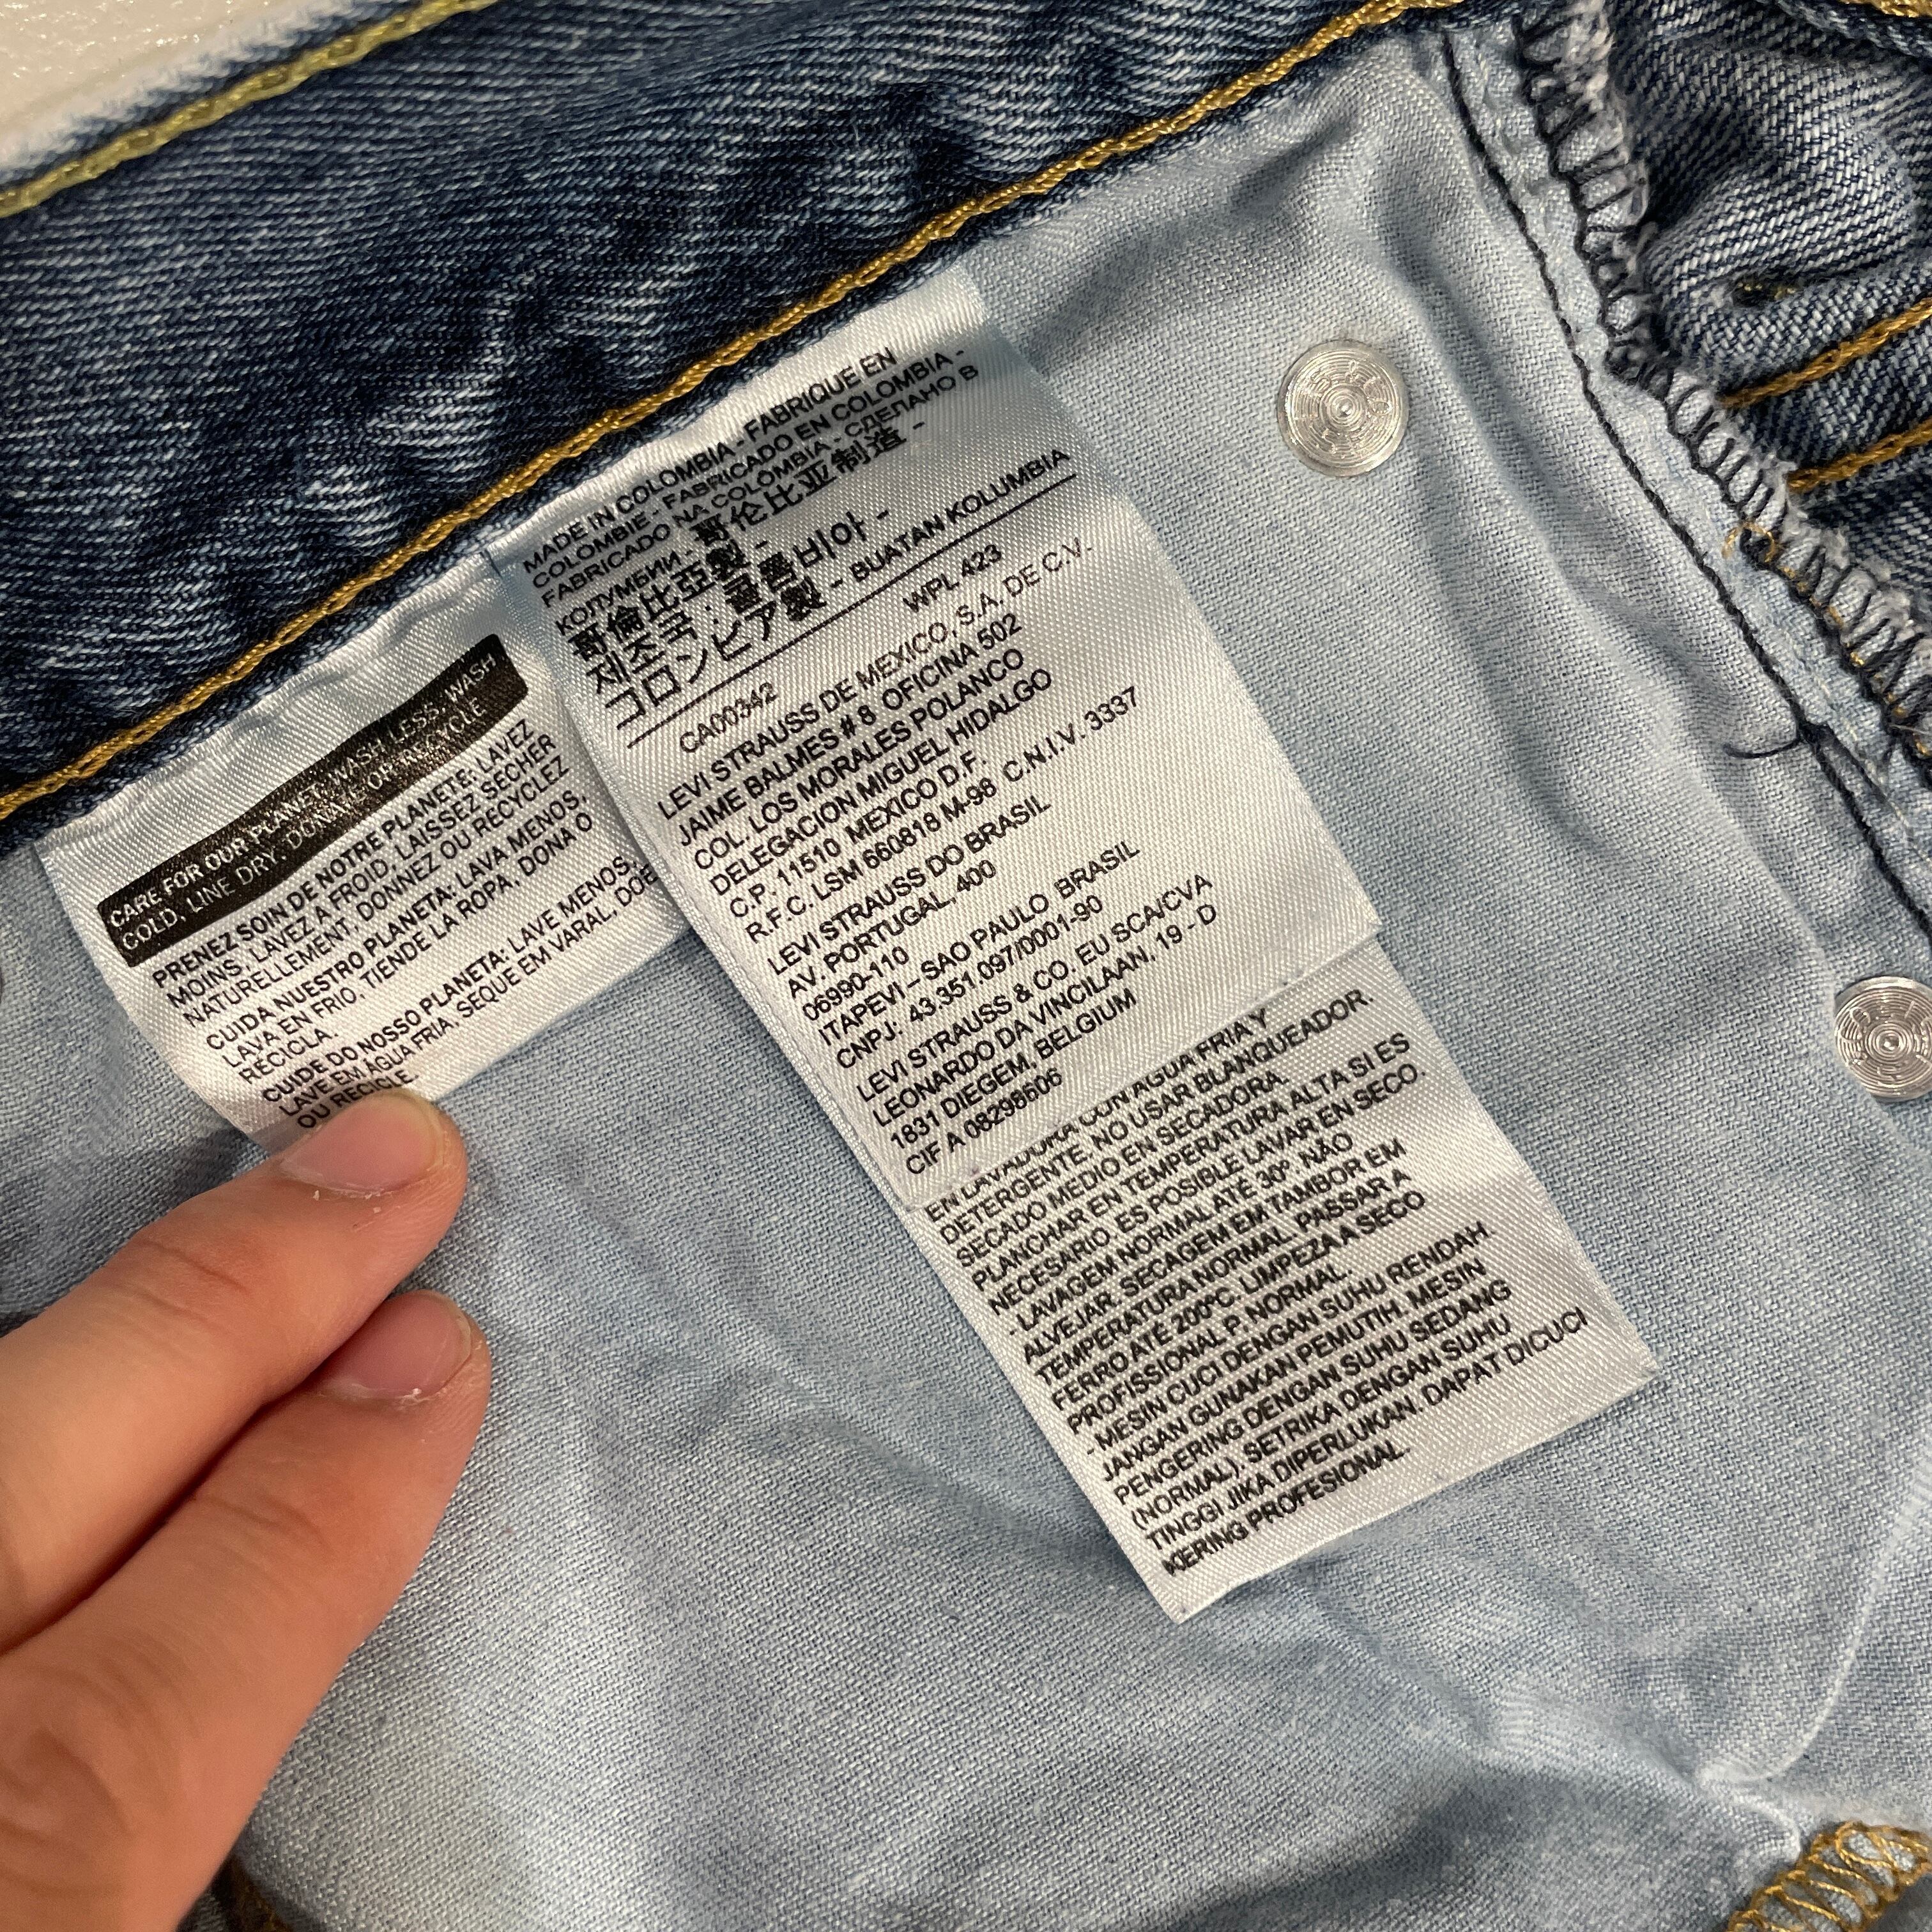 CARE FOR OUR PLANET: WASH LESS, WASH
COLD, LINE DRY, DONATE OR RECYCLE
PRENEZ SOIN DE NOTRE PLANETE: LAVEZ
MOINS, LAVEZ A FROID, LAISSEZ SECHER
NATURELLEMENT, DONNEZ OU RECYCLEZ
CUIDA NUESTRO PLANETA: LAVA MENOS,
LAVA EN FRIO, TIENDE LA ROPA, DONA O
RECICLA.
CUIDE DO NOSSO PLANETA: LAVE MENOS,
LAVE EM AGUA FRIA, SEQUE EM VARAL, DOE
OU RECICLE.
MADE IN COLOMBIA - FABRIQUE EN
COLOMBIE - FABRICADO EN COLOMBIA -
FABRICADO NA COLOMBIA - СДЕЛАНО В
КОЛУМБИИ - 哥伦比亚制造 -
哥倫比亞製 -
제조국 : 콜롬비아 -
コロンビア製 - BUATAN KOLUMBIA
CA00342 WPL 423
LEVI STRAUSS DE MEXICO, S.A. DE C.V.
JAIME BALMES # 8 OFICINA 502
COL. LOS MORALES POLANCO
DELEGACION MIGUEL HIDALGO
C.P. 11510 MEXICO D.F.
R.F.C. LSM 660818 M-98 C.N.I.V. 3337
LEVI STRAUSS DO BRASIL
AV. PORTUGAL, 400
06990-110
ITAPEVI - SAO PAULO BRASIL
CNPJ: 43.351.097/0001-90
LEVI STRAUSS & CO. EU SCA/CVA
LEONARDO DA VINCILAAN, 19 - D
1831 DIEGEM, BELGIUM
CIF A 08298606
EN LAVADORA CON AGUA FRIA Y
DETERGENTE. NO USAR BLANQUEADOR.
SECADO MEDIO EN SECADORA.
PLANCHAR EN TEMPERATURA ALTA SI ES
NECESARIO. ES POSIBLE LAVAR EN SECO.
- LAVAGEM NORMAL ATÉ 30º. NÃO
ALVEJAR. SECAGEM EM TAMBOR EM
TEMPERATURA NORMAL. PASSAR A
FERRO ATÉ 200ºC. LIMPEZA A SECO
PROFISSIONAL P. NORMAL.
- MESIN CUCI DENGAN SUHU RENDAH.
JANGAN GUNAKAN PEMUTIH. MESIN
PENGERING DENGAN SUHU SEDANG
(NORMAL). SETRIKA DENGAN SUHU
TINGGI JIKA DIPERLUKAN. DAPAT DICUCI
KERING PROFESIONAL.